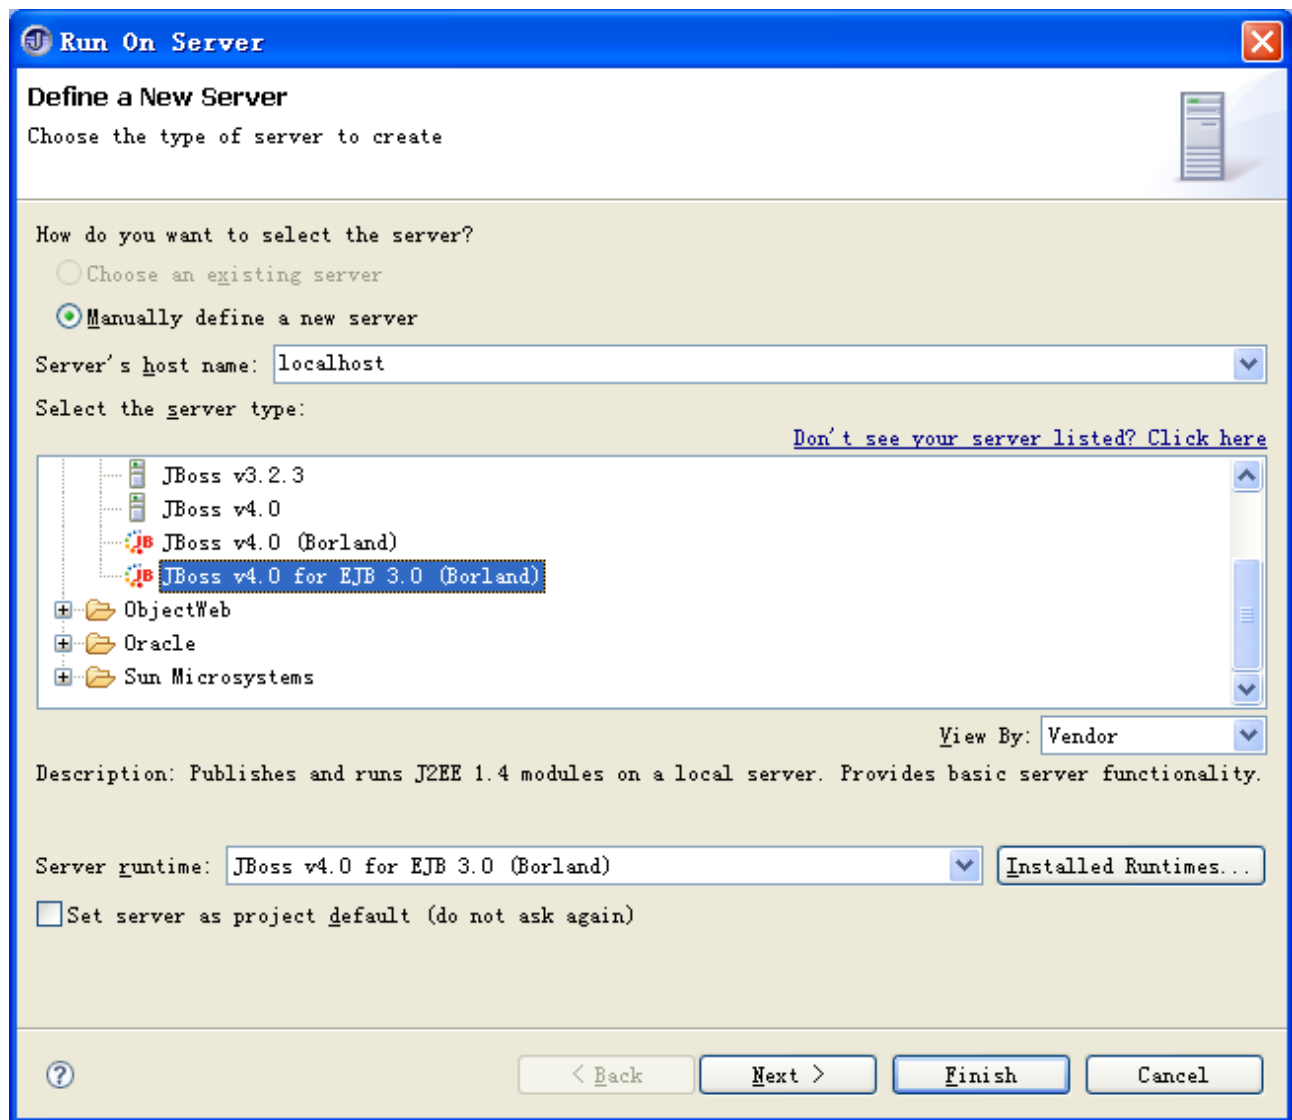 Run On Server
Define a New Server
Choose the type of server to create
How do you want to select the server?
Choose an existing server
Manually define a new server
Server's host name: localhost
Select the server type:
Don't see your server listed? Click here
JBoss v3.2.3
JBoss v4.0
JB JBoss v4.0 (Borland)
JB JBoss v4.0 for EJB 3.0 (Borland)
ObjectWeb
Oracle
Sun Microsystems
View By: Vendor
Description: Publishes and runs J2EE 1.4 modules on a local server. Provides basic server functionality.
Server runtime: JBoss v4.0 for EJB 3.0 (Borland) Installed Runtimes...
Set server as project default (do not ask again)
? < Back Next > Finish Cancel